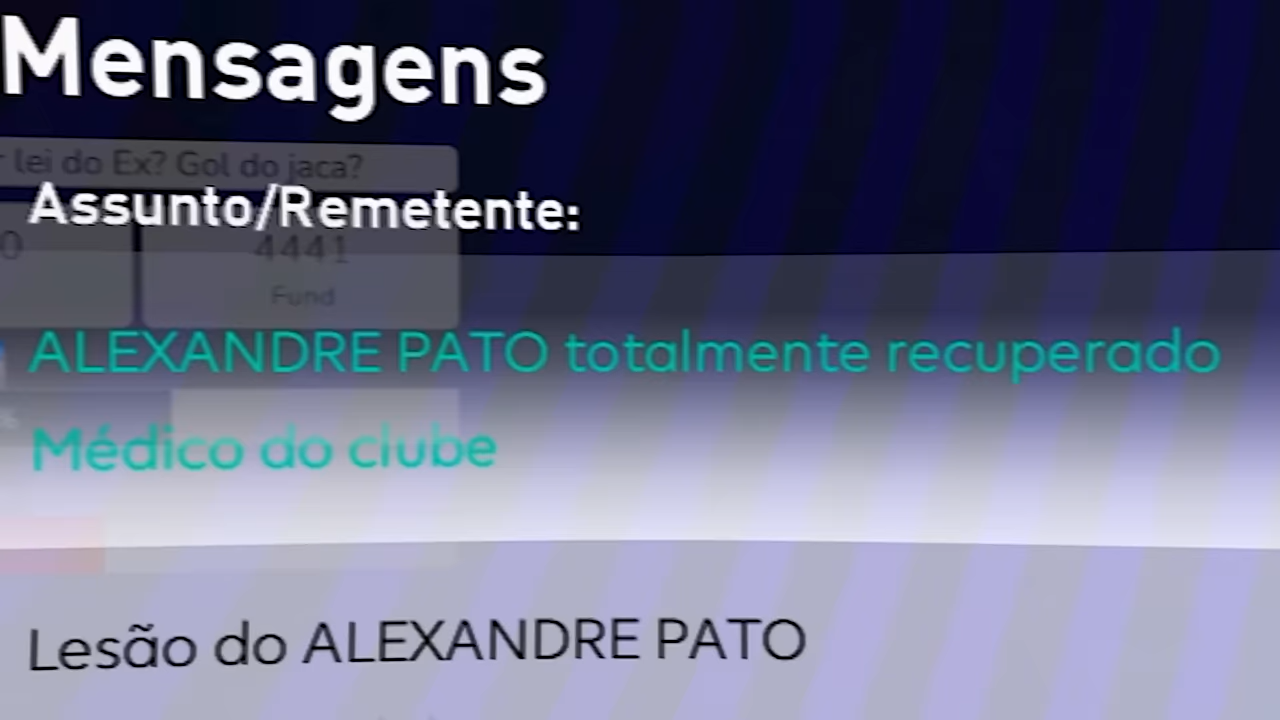 Mensagens
r lei do Ex? Gol do jaca?
Assunto/Remetente:
0
4441
Fund
ALEXANDRE PATO totalmente recuperado
Médico do clube
Lesão do ALEXANDRE PATO